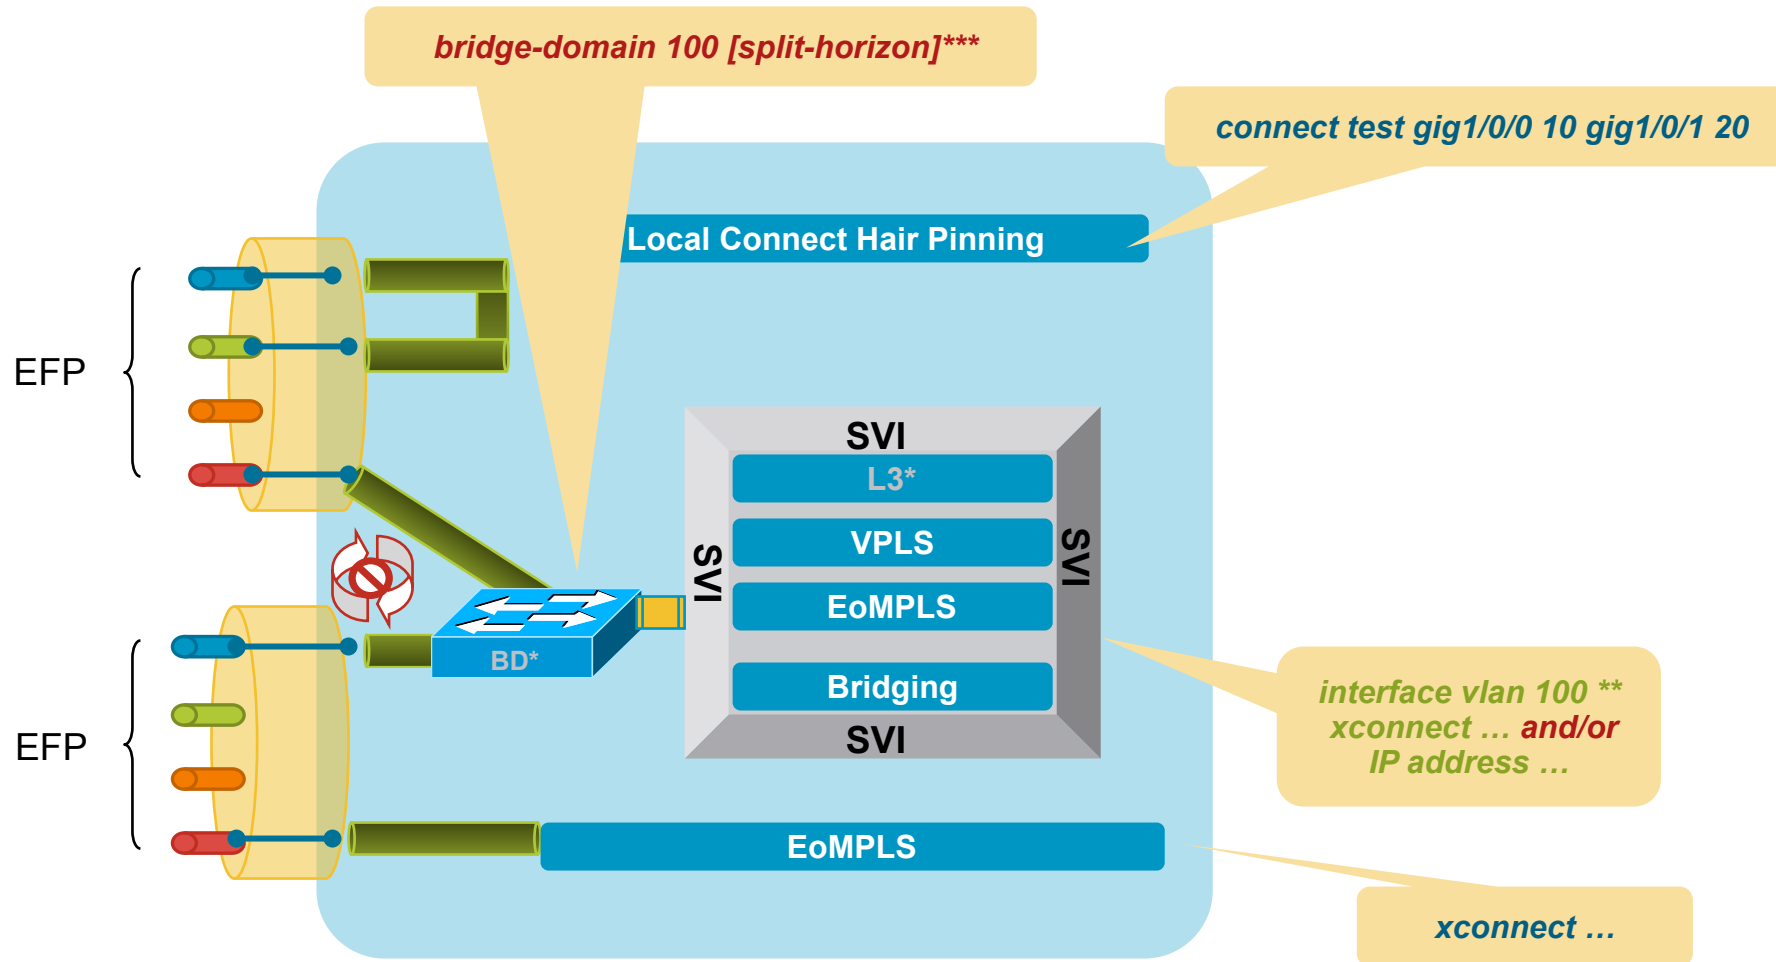 bridge-domain 100 [split-horizon]***
connect test gig1/0/0 10 gig1/0/1 20
Local Connect Hair Pinning
EFP
SVI
L3*
VPLS
SVI
SVI
EoMPLS
BD*
Bridging
interface vlan 100 **
xconnect … and/or
IP address …
EFP
SVI
EoMPLS
xconnect …